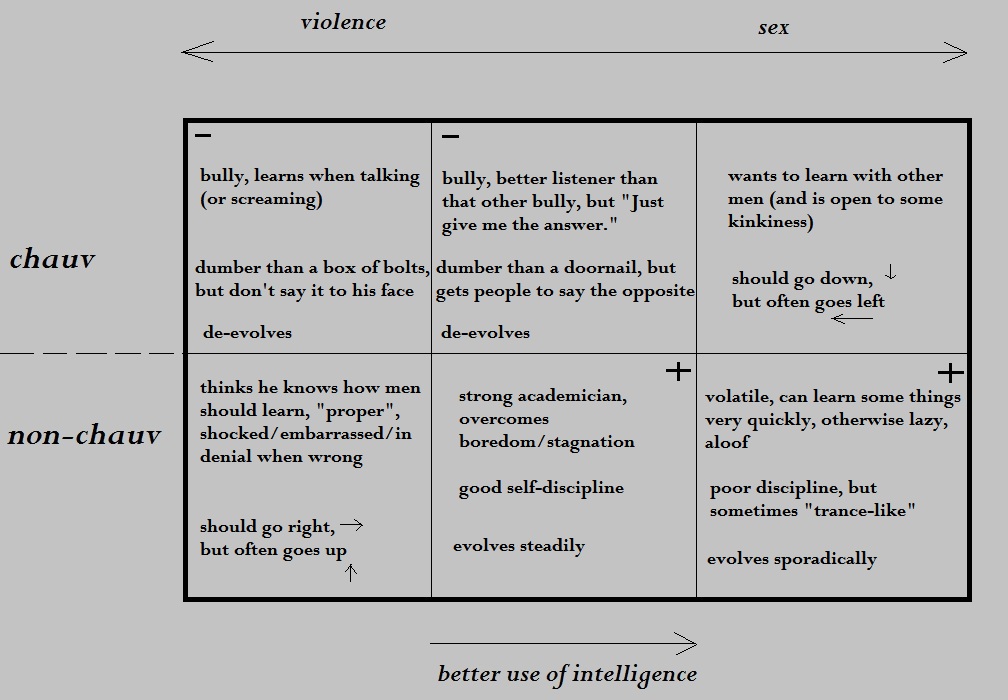 violence
sex
chauv
non-chauv
−
bully, learns when talking
(or screaming)
dumber than a box of bolts,
but don't say it to his face
de-evolves
−
bully, better listener than
that other bully, but "Just
give me the answer."
dumber than a doornail, but
gets people to say the opposite
de-evolves
wants to learn with other
men (and is open to some
kinkiness)
should go down, ↓
but often goes left
←
thinks he knows how men
should learn, "proper",
shocked/embarrassed/in
denial when wrong
should go right, →
but often goes up
↑
+
strong academician,
overcomes
boredom/stagnation
good self-discipline
evolves steadily
+
volatile, can learn some things
very quickly, otherwise lazy,
aloof
poor discipline, but
sometimes "trance-like"
evolves sporadically
better use of intelligence